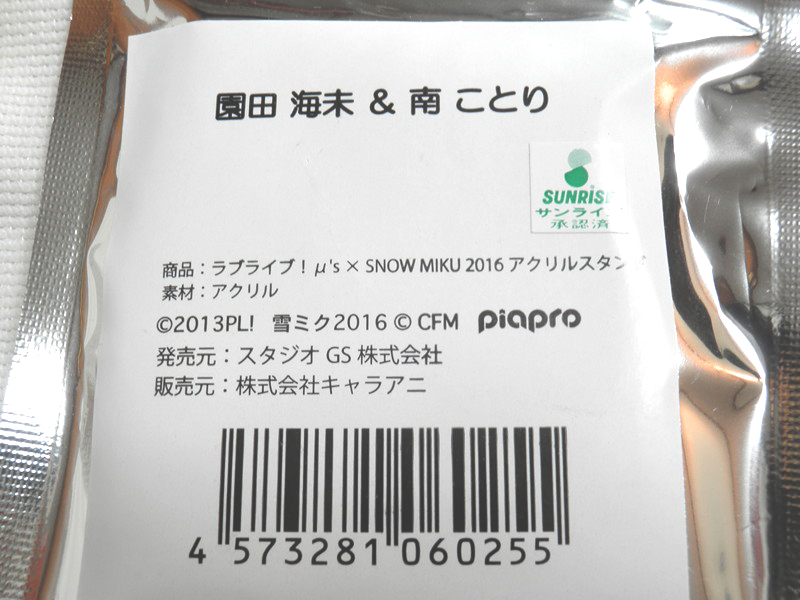 園田 海未 & 南 ことり
SUNRISE
サンライズ
承認済
商品：ラブライブ！μ's × SNOW MIKU 2016 アクリルスタンド
素材：アクリル
©2013PL! 雪ミク2016 © CFM piapro
発売元：スタジオ GS 株式会社
販売元：株式会社キャラアニ
4 573281 060255